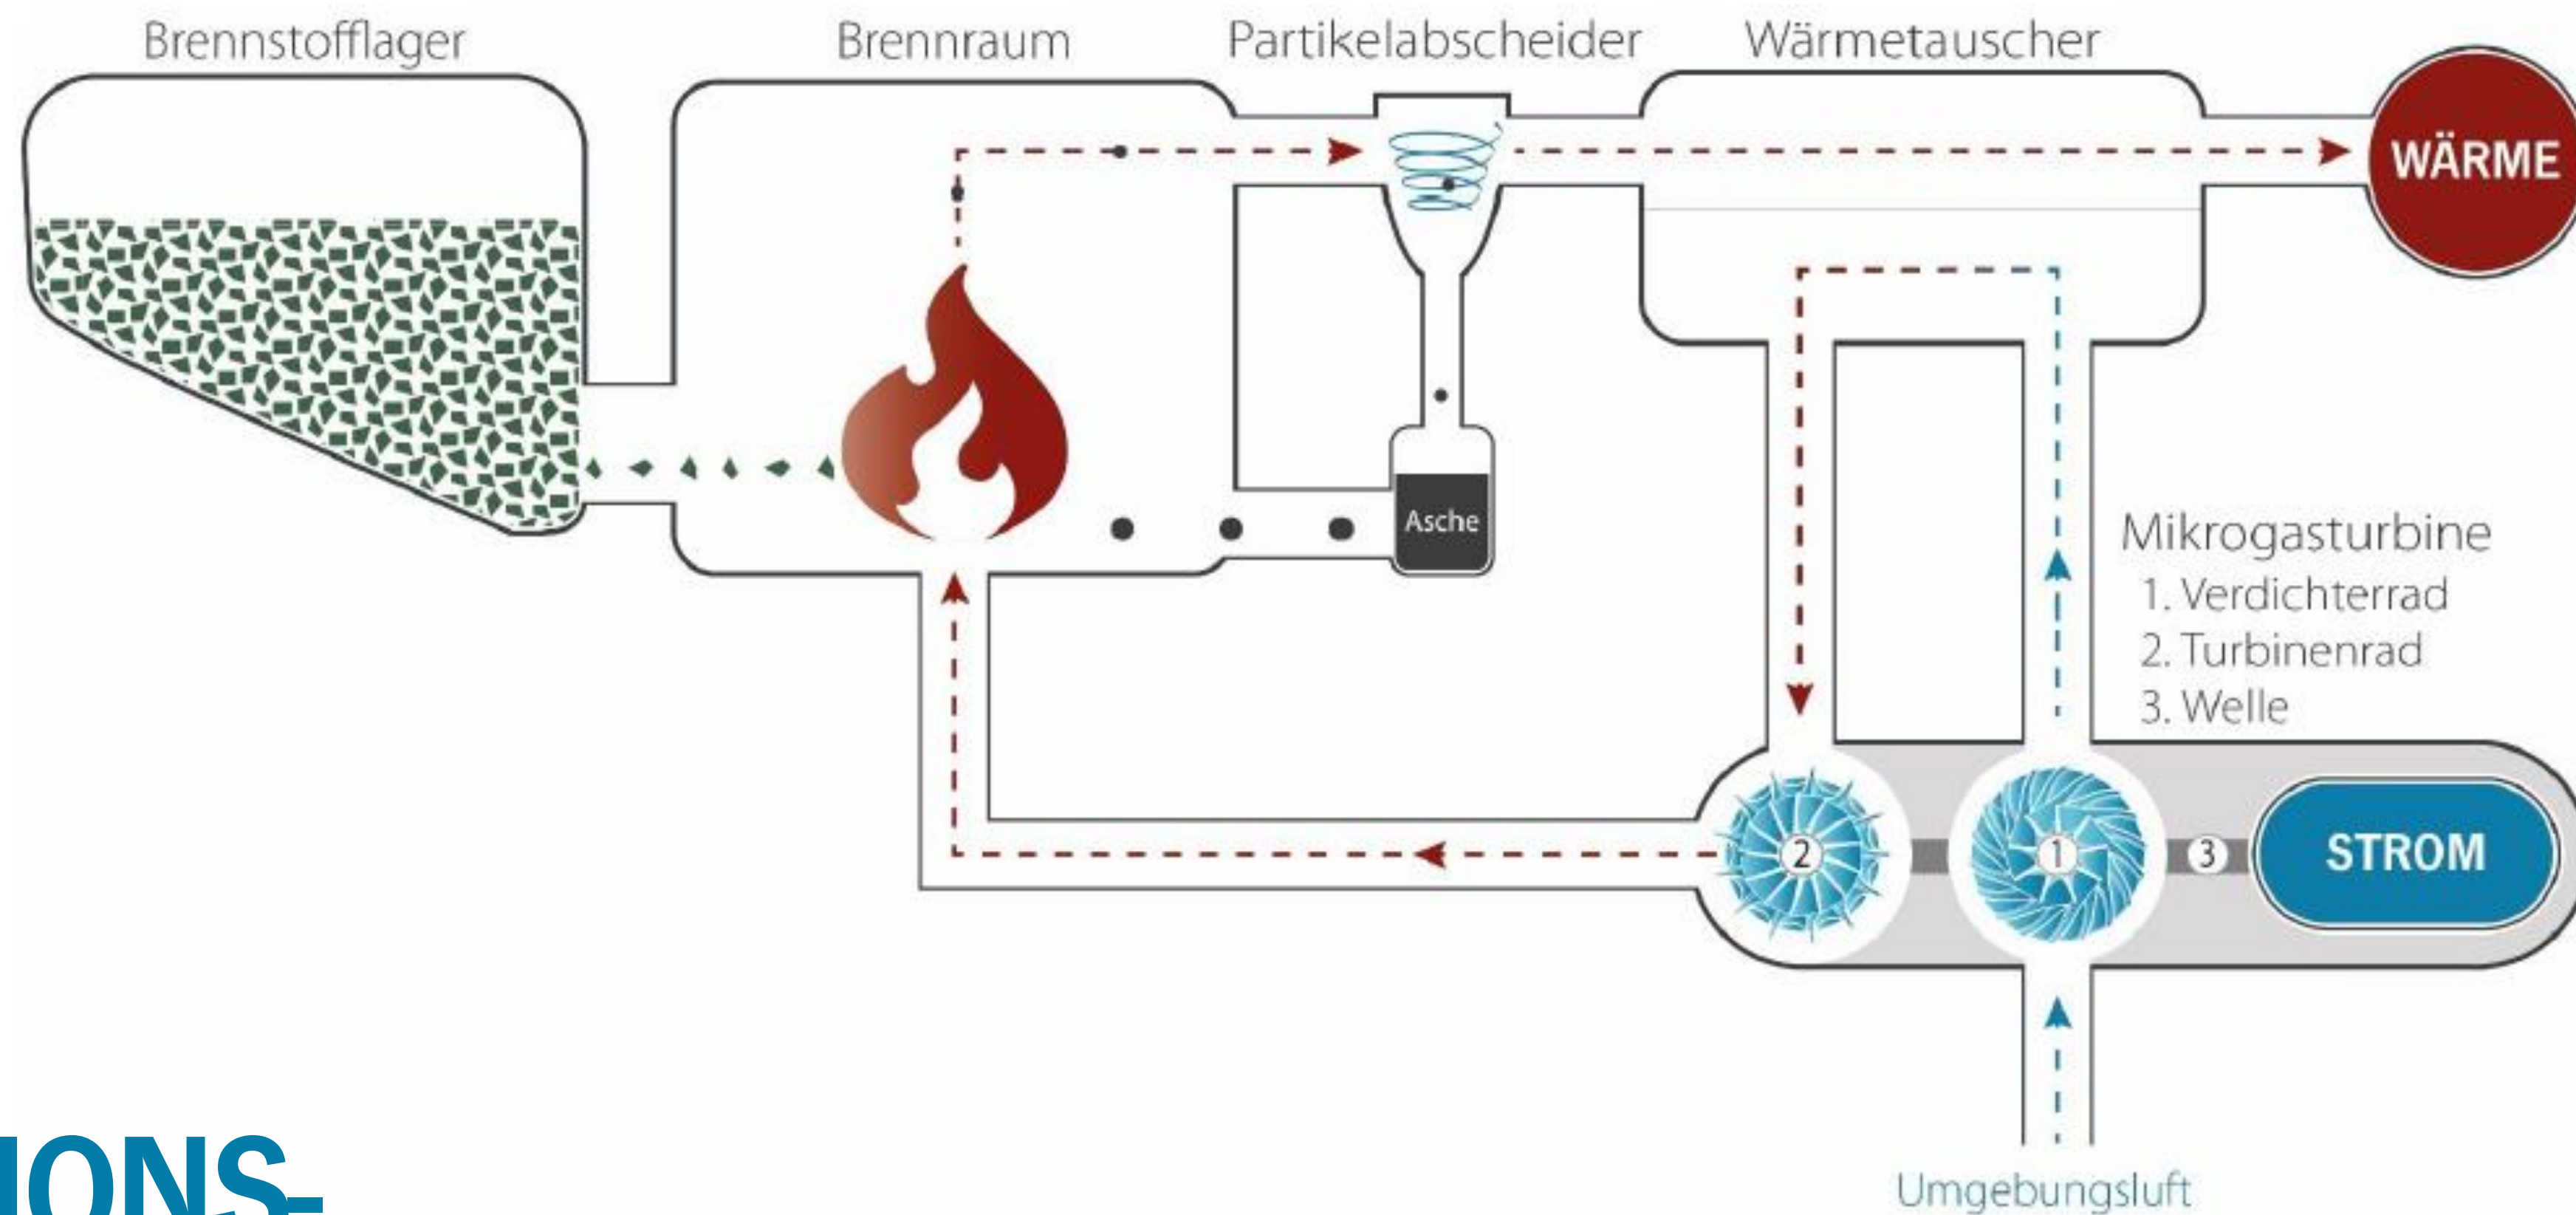 Brennstofflager
Brennraum
Partikelabscheider
Wärmetauscher
WÄRME
Asche
Mikrogasturbine
1. Verdichterrad
2. Turbinenrad
3. Welle
2
1
3
STROM
Umgebungsluft
IONS-